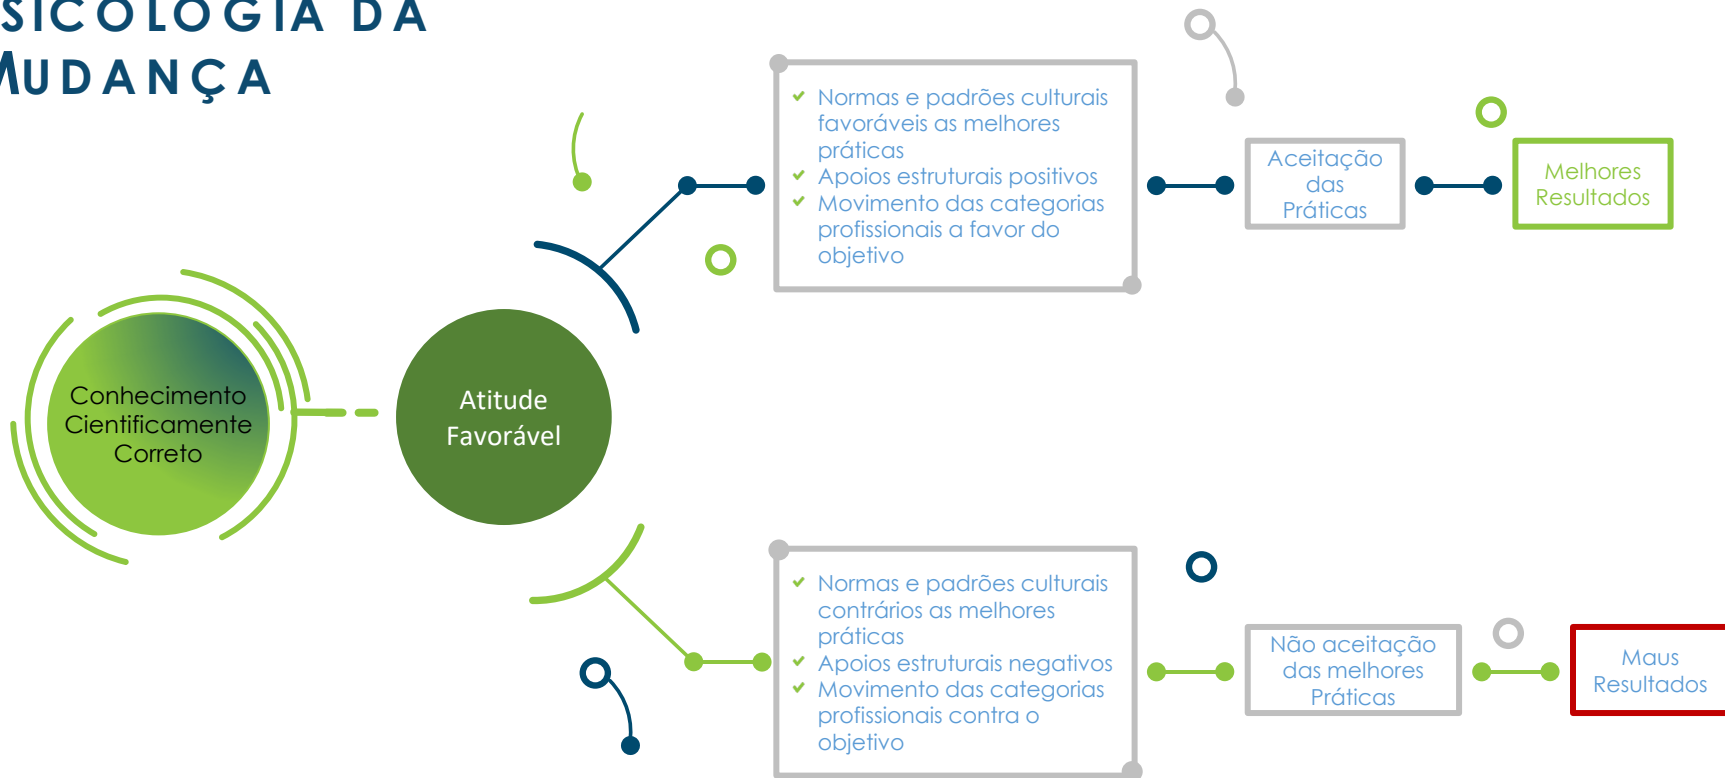 SICOLOGIA DA
MUDANÇA
Normas e padrões culturais
favoráveis as melhores
práticas
Apoios estruturais positivos
Movimento das categorias
profissionais a favor do
objetivo
Aceitação
das
Práticas
Melhores
Resultados
Conhecimento
Cientificamente
Correto
Atitude
Favorável
Normas e padrões culturais
contrários as melhores
práticas
Apoios estruturais negativos
Movimento das categorias
profissionais contra o
objetivo
Não aceitação
das melhores
Práticas
Maus
Resultados